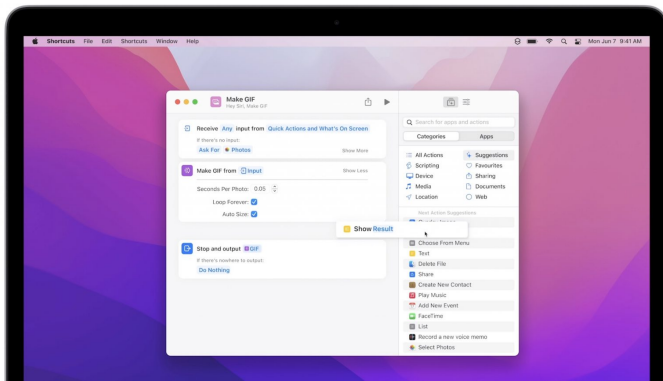 Shortcuts File Edit Shortcuts Window Help
Mon Jun 7 9:41 AM
Make GIF
Hey Siri, Make GIF
Receive Any input from Quick Actions and What's On Screen
If there's no input:
Ask For Photos
Show More
Make GIF from Input
Show Less
Seconds Per Photo: 0.05
Loop Forever:
Auto Size:
Stop and output GIF
If there's nowhere to output:
Do Nothing
Show Result
Search for apps and actions
Categories Apps
All Actions Suggestions
Scripting Favourites
Device Sharing
Media Documents
Location Web
Next Action Suggestions
Choose From Menu
Text
Delete File
Share
Create New Contact
Play Music
Add New Event
FaceTime
List
Record a new voice memo
Select Photos